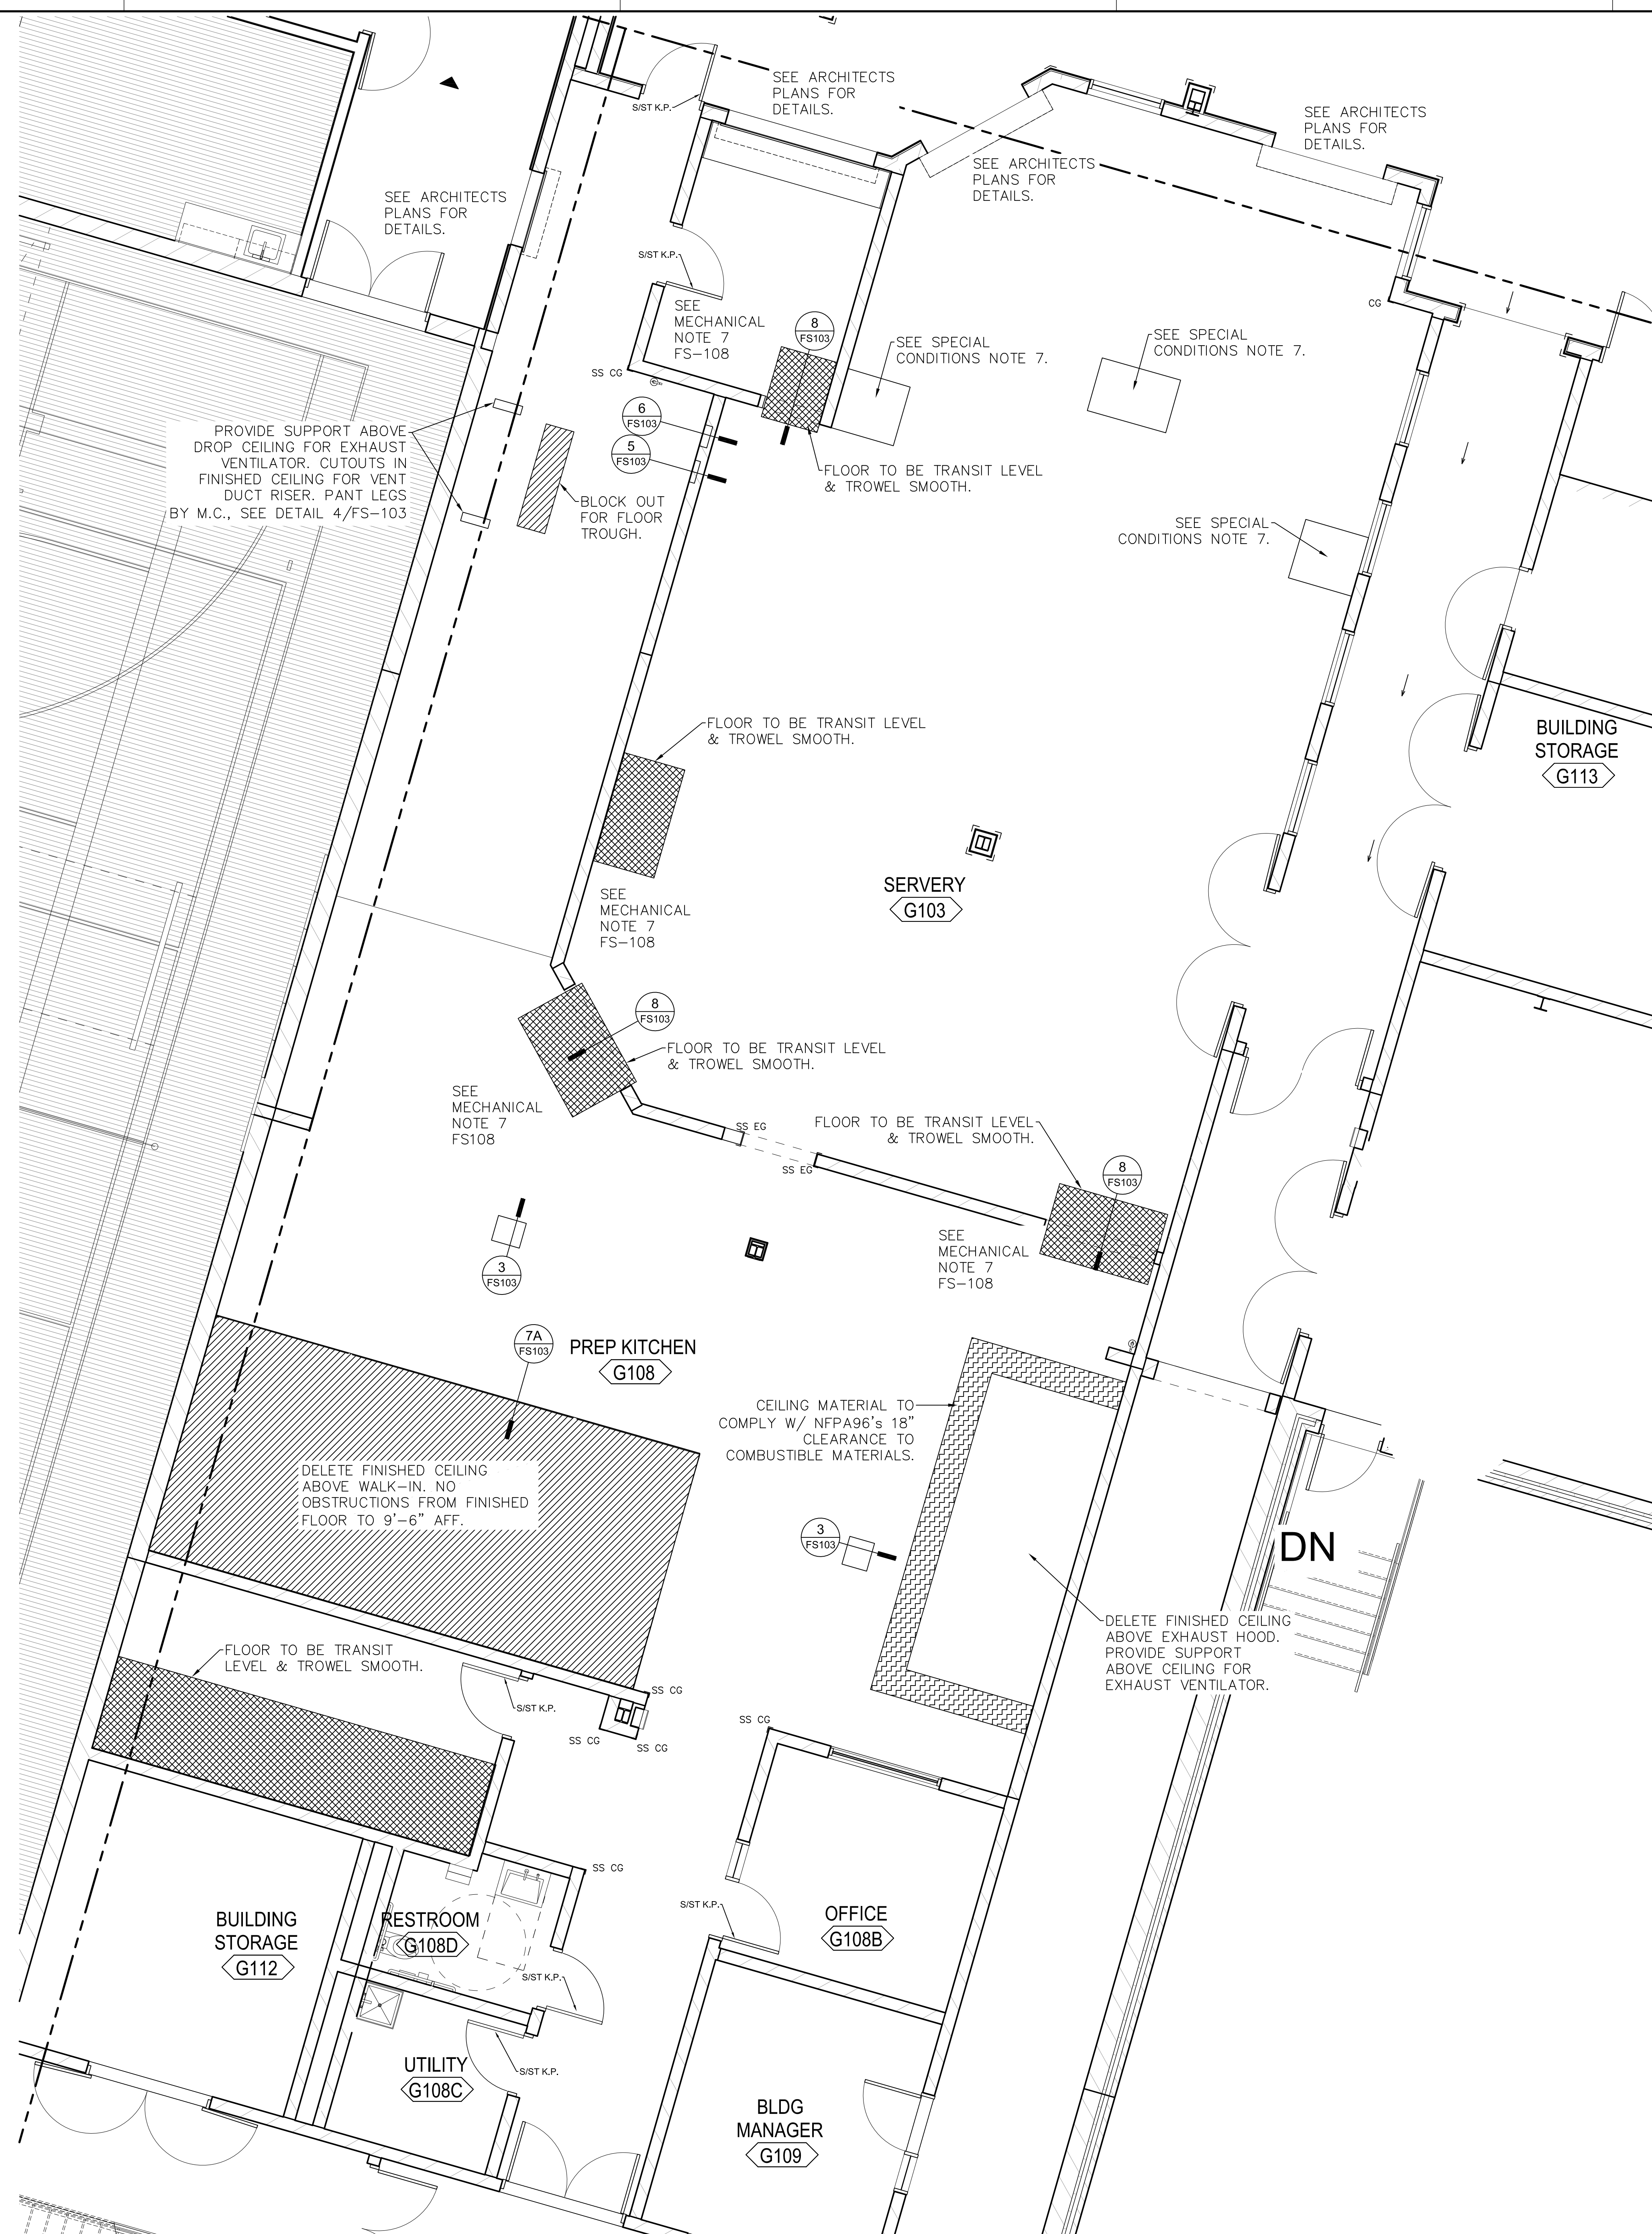 SEE ARCHITECTS
PLANS FOR
DETAILS.
S/ST K.P.
SEE ARCHITECTS
PLANS FOR
DETAILS.
SEE ARCHITECTS
PLANS FOR
DETAILS.
SEE ARCHITECTS
PLANS FOR
DETAILS.
S/ST K.P.
SEE
MECHANICAL
NOTE 7
FS-108
8
FS103
CG
SEE SPECIAL
CONDITIONS NOTE 7.
SEE SPECIAL
CONDITIONS NOTE 7.
SS CG
6
FS103
5
FS103
PROVIDE SUPPORT ABOVE
DROP CEILING FOR EXHAUST
VENTILATOR. CUTOUTS IN
FINISHED CEILING FOR VENT
DUCT RISER. PANT LEGS
BY M.C., SEE DETAIL 4/FS-103
FLOOR TO BE TRANSIT LEVEL
& TROWEL SMOOTH.
BLOCK OUT
FOR FLOOR
TROUGH.
SEE SPECIAL
CONDITIONS NOTE 7.
FLOOR TO BE TRANSIT LEVEL
& TROWEL SMOOTH.
BUILDING
STORAGE
G113
SEE
MECHANICAL
NOTE 7
FS-108
SERVERY
G103
8
FS103
FLOOR TO BE TRANSIT LEVEL
& TROWEL SMOOTH.
SEE
MECHANICAL
NOTE 7
FS108
SS EG
SS EG
FLOOR TO BE TRANSIT LEVEL
& TROWEL SMOOTH.
8
FS103
SEE
MECHANICAL
NOTE 7
FS-108
3
FS103
7A
FS103
PREP KITCHEN
G108
CEILING MATERIAL TO
COMPLY W/ NFPA96's 18"
CLEARANCE TO
COMBUSTIBLE MATERIALS.
DELETE FINISHED CEILING
ABOVE WALK-IN. NO
OBSTRUCTIONS FROM FINISHED
FLOOR TO 9'-6" AFF.
3
FS103
DN
DELETE FINISHED CEILING
ABOVE EXHAUST HOOD.
PROVIDE SUPPORT
ABOVE CEILING FOR
EXHAUST VENTILATOR.
FLOOR TO BE TRANSIT
LEVEL & TROWEL SMOOTH.
S/ST K.P.
SS CG
SS CG
SS CG
SS CG
SS CG
S/ST K.P.
OFFICE
G108B
BUILDING
STORAGE
G112
RESTROOM
G108D
S/ST K.P.
UTILITY
G108C
S/ST K.P.
BLDG
MANAGER
G109